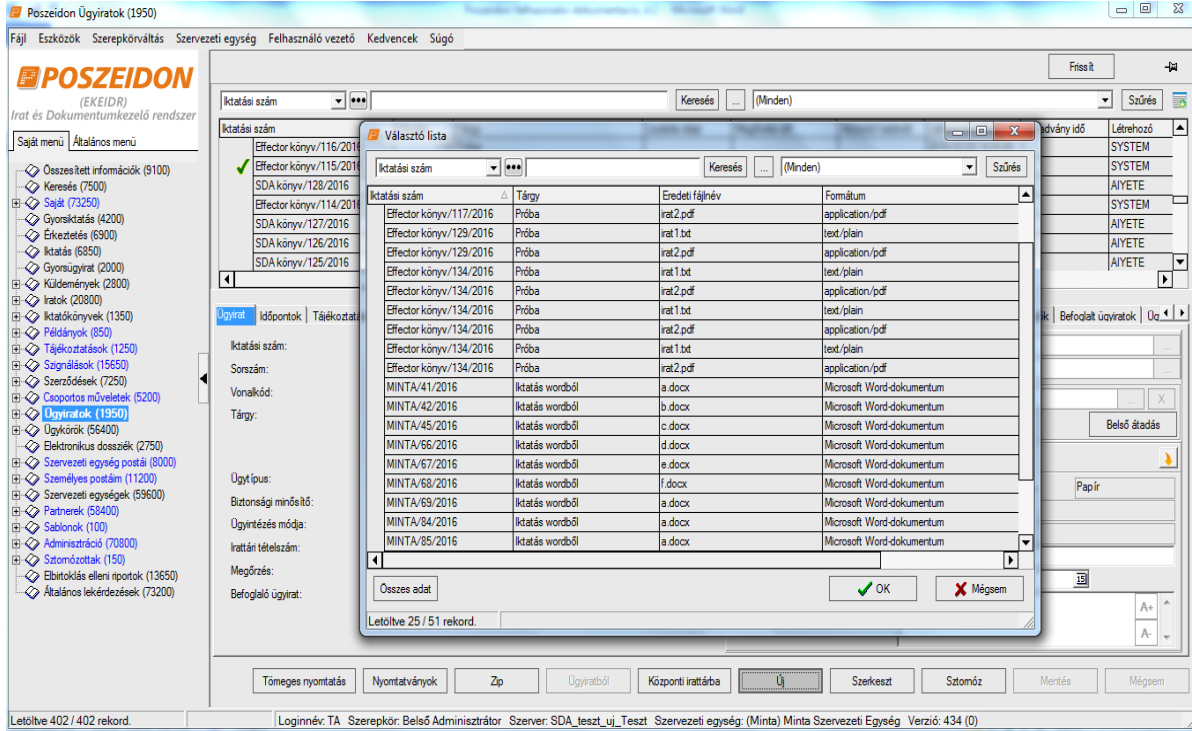 Poszeidon Ügyiratok (1950)
Fájl Eszközök Szerepkörváltás Szervezeti egység Felhasználó vezető Kedvencek Súgó
POSZEIDON
(EKEIDR)
Irat és Dokumentumkezelő rendszer
Saját menü Általános menü
Összesített információk (9100)
Keresés (7500)
Saját (73250)
Gyorsiktatás (4200)
Érkeztetés (6900)
Iktatás (6850)
Gyorsügyirat (2000)
Küldemények (2800)
Iratok (20800)
Iktatókönyvek (1350)
Példányok (850)
Tájékoztatások (1250)
Szignálások (15650)
Szerződések (7250)
Csoportos műveletek (5200)
Ügyiratok (1950)
Ügykörök (56400)
Elektronikus dossziék (2750)
Szervezeti egység postái (8000)
Személyes postáim (11200)
Szervezeti egységek (59600)
Partnerek (58400)
Sablonok (100)
Adminisztráció (70800)
Sztornózottak (150)
Elbirtoklás elleni riportok (13650)
Általános lekérdezések (73200)
Frissít
Iktatási szám Keresés ... (Minden) Szűrés
Iktatási szám advány idő Létrehozó
Effector könyv/116/2016 SYSTEM
Effector könyv/115/2016 SYSTEM
SDA könyv/128/2016 AIYETE
Effector könyv/114/2016 SYSTEM
SDA könyv/127/2016 AIYETE
SDA könyv/126/2016 AIYETE
SDA könyv/125/2016 AIYETE
Ügyirat Időpontok Tájékoztatá Befoglalt ügyiratok
Iktatási szám: ...
Sorszám: ...
Vonalkód: ... X
Tárgy: Belső átadás
Ügytípus: Papír
Biztonsági minősítő:
Ügyintézés módja:
Irattári tételszám:
Megőrzés: 15
Befoglaló ügyirat: A+
A-
Választó lista
Iktatási szám Keresés ... (Minden) Szűrés
Iktatási szám Tárgy Eredeti fájlnév Formátum
Effector könyv/117/2016 Próba irat2.pdf application/pdf
Effector könyv/129/2016 Próba irat1.txt text/plain
Effector könyv/129/2016 Próba irat2.pdf application/pdf
Effector könyv/134/2016 Próba irat1.txt text/plain
Effector könyv/134/2016 Próba irat2.pdf application/pdf
Effector könyv/134/2016 Próba irat1.txt text/plain
Effector könyv/134/2016 Próba irat2.pdf application/pdf
Effector könyv/134/2016 Próba irat1.txt text/plain
Effector könyv/134/2016 Próba irat2.pdf application/pdf
MINTA/41/2016 Iktatás wordből a.docx Microsoft Word-dokumentum
MINTA/42/2016 Iktatás wordből b.docx Microsoft Word-dokumentum
MINTA/45/2016 Iktatás wordből c.docx Microsoft Word-dokumentum
MINTA/66/2016 Iktatás wordből d.docx Microsoft Word-dokumentum
MINTA/67/2016 Iktatás wordből e.docx Microsoft Word-dokumentum
MINTA/68/2016 Iktatás wordből f.docx Microsoft Word-dokumentum
MINTA/69/2016 Iktatás wordből a.docx Microsoft Word-dokumentum
MINTA/84/2016 Iktatás wordből a.docx Microsoft Word-dokumentum
MINTA/85/2016 Iktatás wordből a.docx Microsoft Word-dokumentum
Összes adat OK Mégsem
Letöltve 25 / 51 rekord.
Tömeges nyomtatás Nyomtatványok Zip Ügyiratból Központi irattárba Új Szerkeszt Sztornóz Mentés Mégsem
Letöltve 402 / 402 rekord. Loginnév: TA Szerepkör: Belső Adminisztrátor Szerver: SDA_teszt_uj_Teszt Szervezeti egység: (Minta) Minta Szervezeti Egység Verzió: 434 (0)